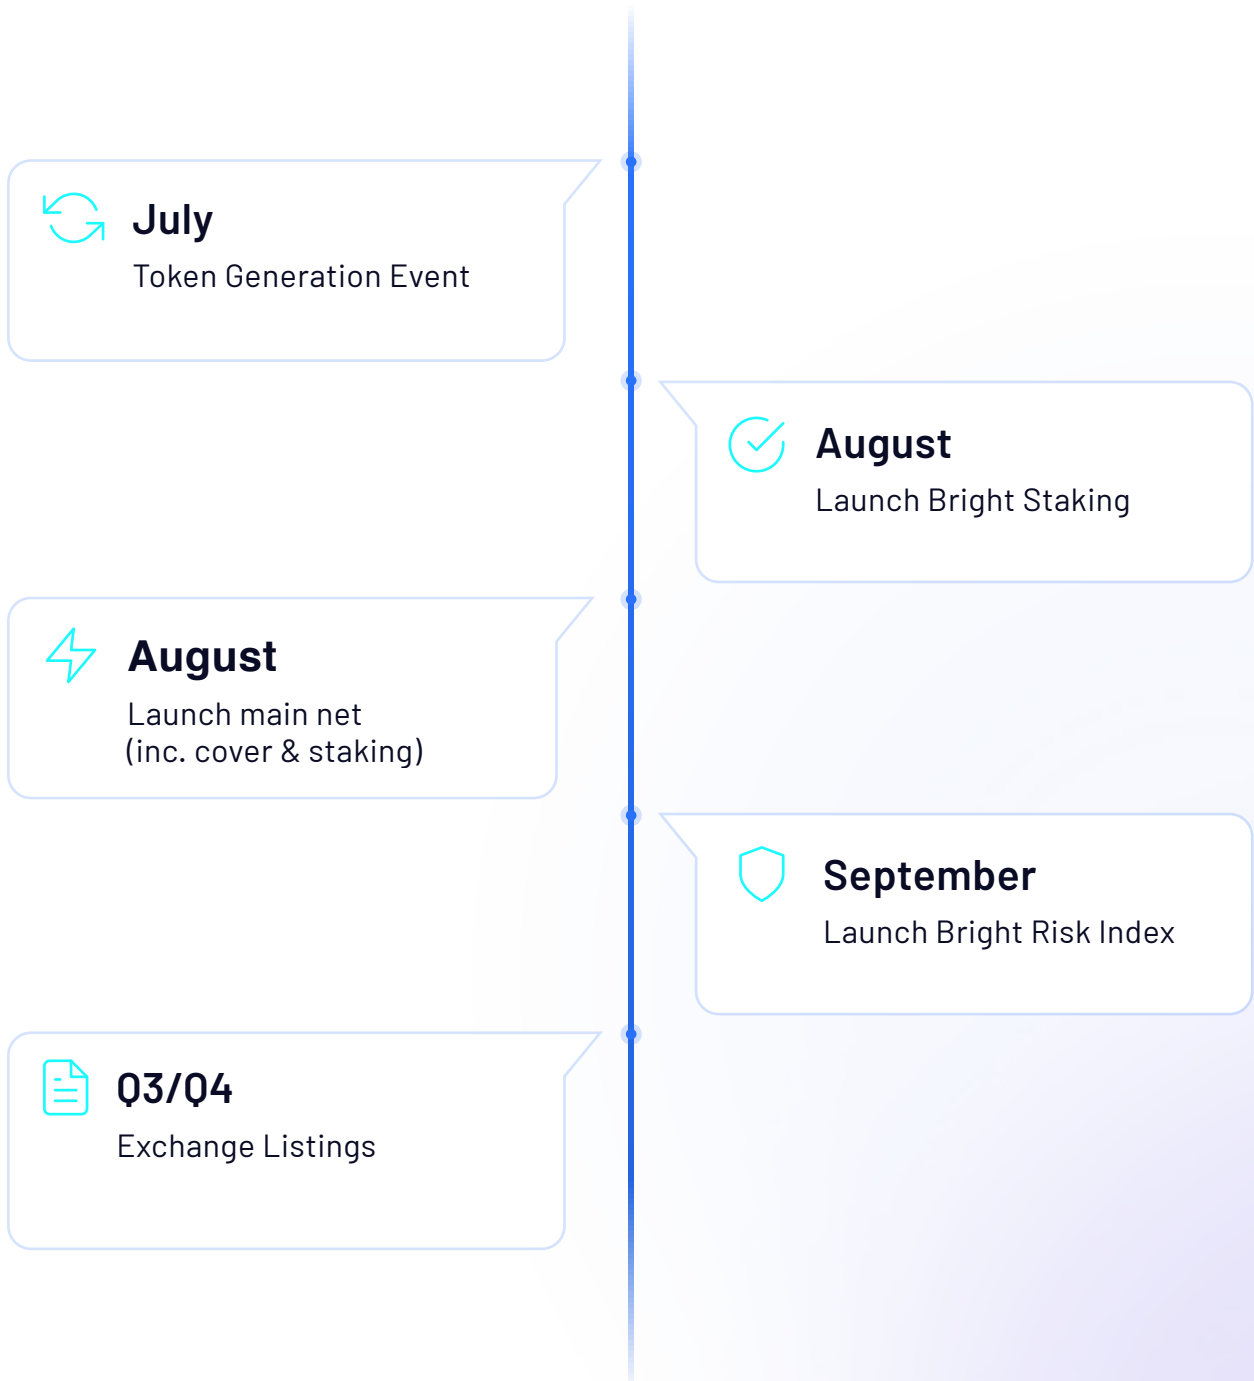 July
Token Generation Event
August
Launch Bright Staking
August
Launch main net
(inc. cover & staking)
September
Launch Bright Risk Index
Q3/Q4
Exchange Listings